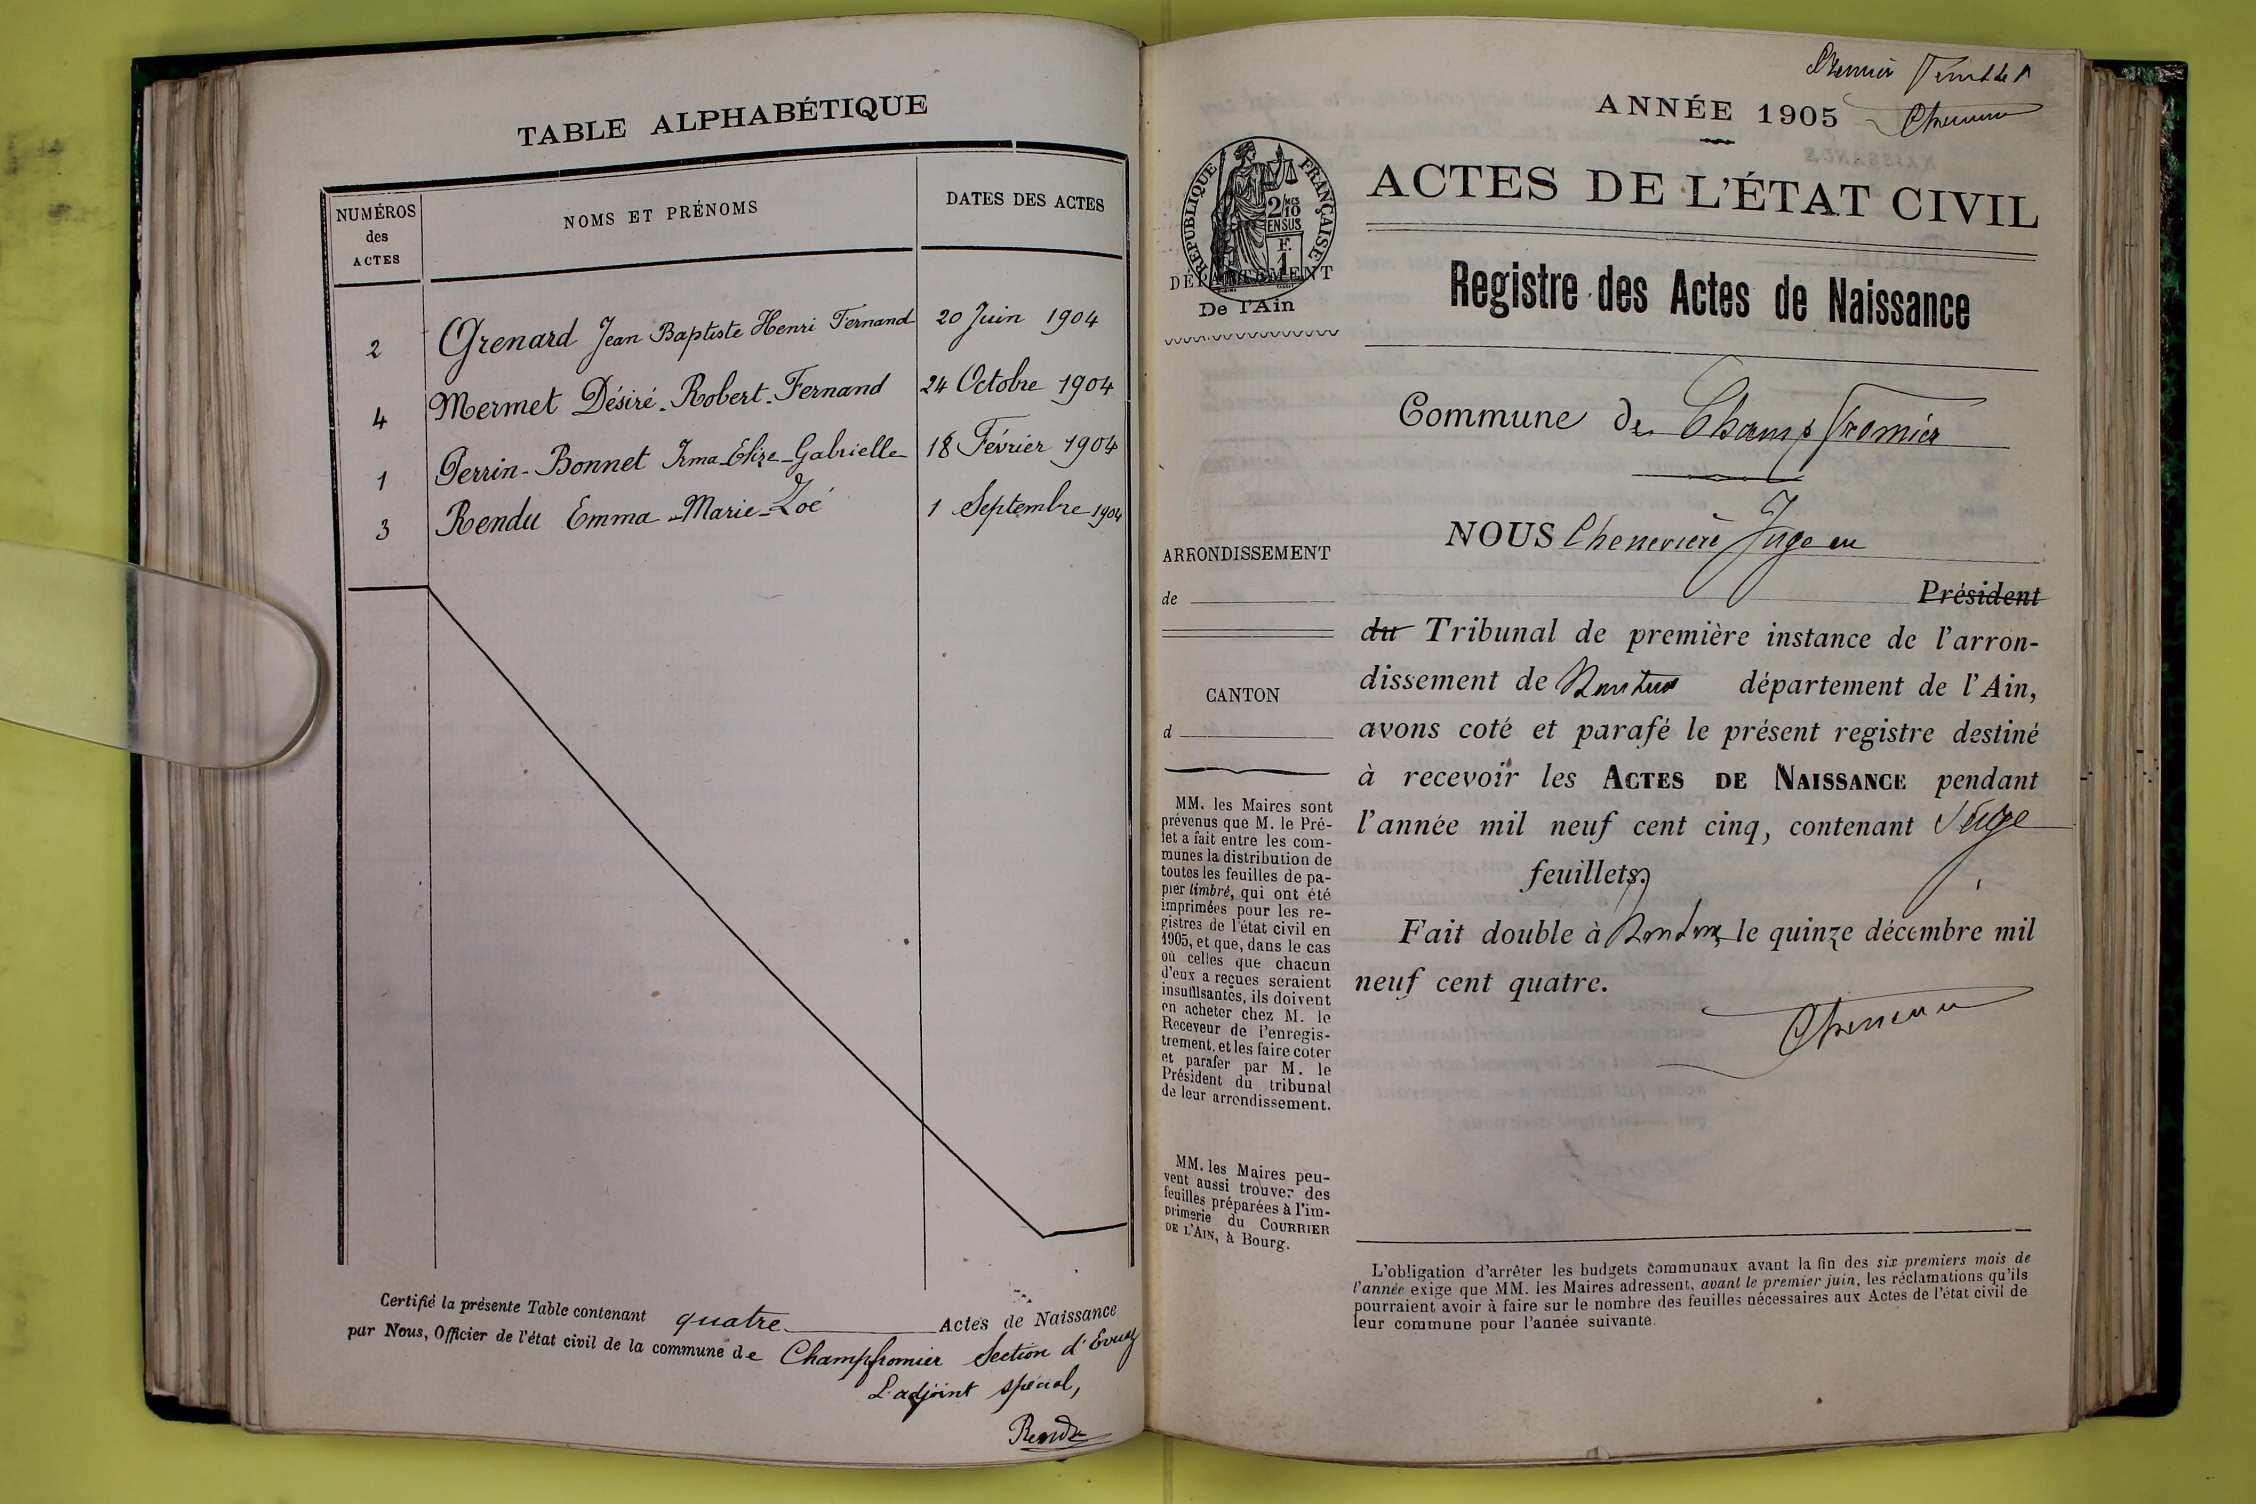 TABLE ALPHABÉTIQUE
NUMÉROS
des
ACTES
NOMS ET PRÉNOMS
DATES DES ACTES
2 Grenard Jean Baptiste Henri Fernand 20 Juin 1904
4 Mermet Désiré-Robert-Fernand 24 Octobre 1904
1 Perrin-Bonnet Irma-Elize-Gabrielle 18 Février 1904
3 Rendu Emma-Marie-Zoé 1 Septembre 1904
Certifié la présente Table contenant quatre Actes de Naissance
par Nous, Officier de l'état civil de la commune de Champfromier Section d'Evuaz
L'adjoint spécial,
Rendu
Premier
ANNÉE 1905
ACTES DE L'ÉTAT CIVIL
RÉPUBLIQUE FRANÇAISE
2/10 MES
EN SUS
F.
1
DÉPARTEMENT
De l'Ain
Registre des Actes de Naissance
Commune de Champfromier
NOUS Chenevière Juge au
Président
du Tribunal de première instance de l'arron-
dissement de Nantua département de l'Ain,
avons coté et parafé le présent registre destiné
à recevoir les ACTES DE NAISSANCE pendant
l'année mil neuf cent cinq, contenant
feuillets.
Fait double à Nantua, le quinze décembre mil
neuf cent quatre.
ARRONDISSEMENT
de
CANTON
d
MM. les Maires sont
prévenus que M. le Pré-
fet a fait entre les com-
munes la distribution de
toutes les feuilles de pa-
pier timbré, qui ont été
imprimées pour les re-
gistres de l'état civil en
1905, et que, dans le cas
où celles que chacun
d'eux a reçues seraient
insuffisantes, ils doivent
en acheter chez M. le
Receveur de l'enregis-
trement, et les faire coter
et parafer par M. le
Président du tribunal
de leur arrondissement.
MM. les Maires peu-
vent aussi trouver des
feuilles préparées à l'im-
primerie du COURRIER
DE L'AIN, à Bourg.
L'obligation d'arrêter les budgets communaux avant la fin des six premiers mois de
l'année exige que MM. les Maires adressent, avant le premier juin, les réclamations qu'ils
pourraient avoir à faire sur le nombre des feuilles nécessaires aux Actes de l'état civil de
leur commune pour l'année suivante.